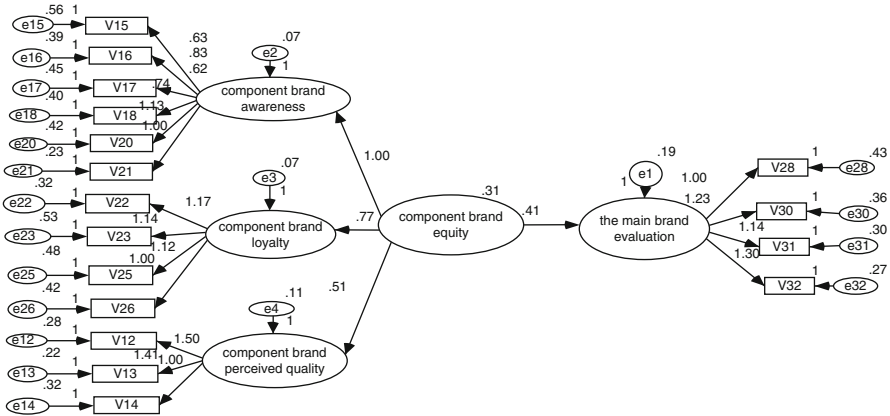 .56
e15
1
V15
.39
e16
1
V16
.45
e17
1
V17
.40
e18
1
V18
.42
e20
1
V20
.23
e21
1
V21
.32
e22
1
V22
.53
e23
1
V23
.48
e25
1
V25
.42
e26
1
V26
.28
e12
1
V12
.22
e13
1
V13
.32
e14
1
V14
.63
.83
.62
.74
1.13
1.00
e2
.07
1
component brand
awareness
1.17
1.14
1.12
1.00
e3
.07
1
component brand
loyalty
1.50
1.41
1.00
e4
.11
1
component brand
perceived quality
1.00
.77
.51
.31
component brand
equity
.41
.19
e1
1
the main brand
evaluation
1.00
1.23
1.14
1.30
V28
1
.43
e28
V30
1
.36
e30
V31
1
.30
e31
V32
1
.27
e32